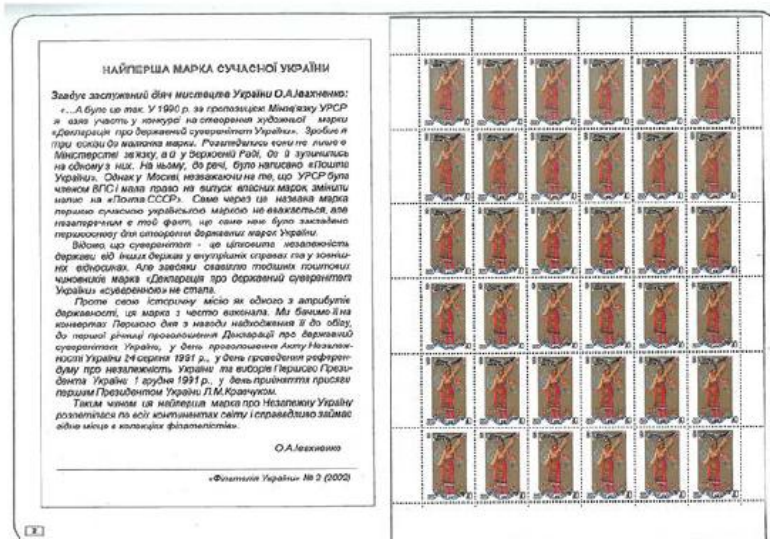 НАЙПЕРША МАРКА СУЧАСНОЇ УКРАЇНИ
Згадує заслужений діяч мистецтв України О.А.Івахненко:
«...А було це так. У 1990 р. за пропозицією Мінзв'язку УРСР
я взяв участь у конкурсі на створення художньої марки
«Декларація про державний суверенітет України». Зробив я
три ескізи до малюнка марки. Розглядались вони не лише в
Міністерстві зв'язку, а й у Верховній Раді, де й зупинились
на одному з них. На ньому, до речі, було написано «Пошта
України». Однак у Москві, незважаючи на те, що УРСР була
членом ВПС і мала право на випуск власних марок, змінили
напис на «Почта СССР». Саме через це названа марка
першою сучасною українською маркою не вважається, але
незаперечним є той факт, що саме нею було закладено
першооснову для створення державних марок України.
Відомо, що суверенітет - це цілковита незалежність
держави від інших держав у внутрішніх справах та у зовніш-
ніх відносинах. Але завдяки свавіллю тодішніх поштових
чиновників марка «Декларація про державний суверенітет
України» «суверенною» не стала.
Проте свою історичну місію як одного з атрибутів
державності, ця марка з честю виконала. Ми бачимо її на
конвертах Першого дня з нагоди надходження її до обігу,
до першої річниці проголошення Декларації про державний
суверенітет України, у день проголошення Акту Незалеж-
ності України 24 серпня 1991 р., у день проведення референ-
думу про незалежність України та виборів Першого Прези-
дента України 1 грудня 1991 р., у день прийняття присяги
першим Президентом України Л.М.Кравчуком.
Таким чином ця найперша марка про Незалежну Україну
розлетілася по всіх континентах світу і справедливо займає
гідне місце в колекціях філателістів».
О.А.Івахненко
«Філателія України» № 2 (2002)
2